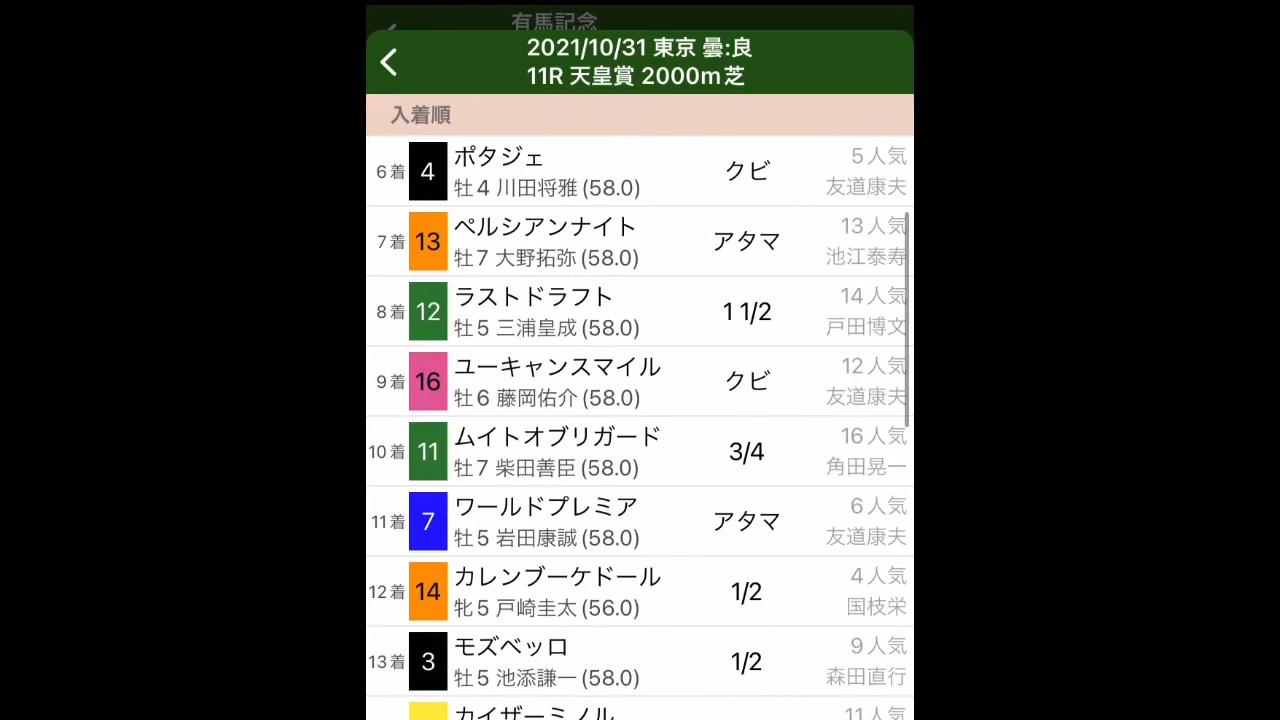 有馬記念
2021/10/31 東京 曇:良
11R 天皇賞 2000m芝
入着順
6着 4 ポタジェ クビ 5人気
牡4 川田将雅 (58.0) 友道康夫
7着 13 ペルシアンナイト アタマ 13人気
牡7 大野拓弥 (58.0) 池江泰寿
8着 12 ラストドラフト 1 1/2 14人気
牡5 三浦皇成 (58.0) 戸田博文
9着 16 ユーキャンスマイル クビ 12人気
牡6 藤岡佑介 (58.0) 友道康夫
10着 11 ムイトオブリガード 3/4 16人気
牡7 柴田善臣 (58.0) 角田晃一
11着 7 ワールドプレミア アタマ 6人気
牡5 岩田康誠 (58.0) 友道康夫
12着 14 カレンブーケドール 1/2 4人気
牝5 戸崎圭太 (56.0) 国枝栄
13着 3 モズベッロ 1/2 9人気
牡5 池添謙一 (58.0) 森田直行
カイザーミノル 11人気